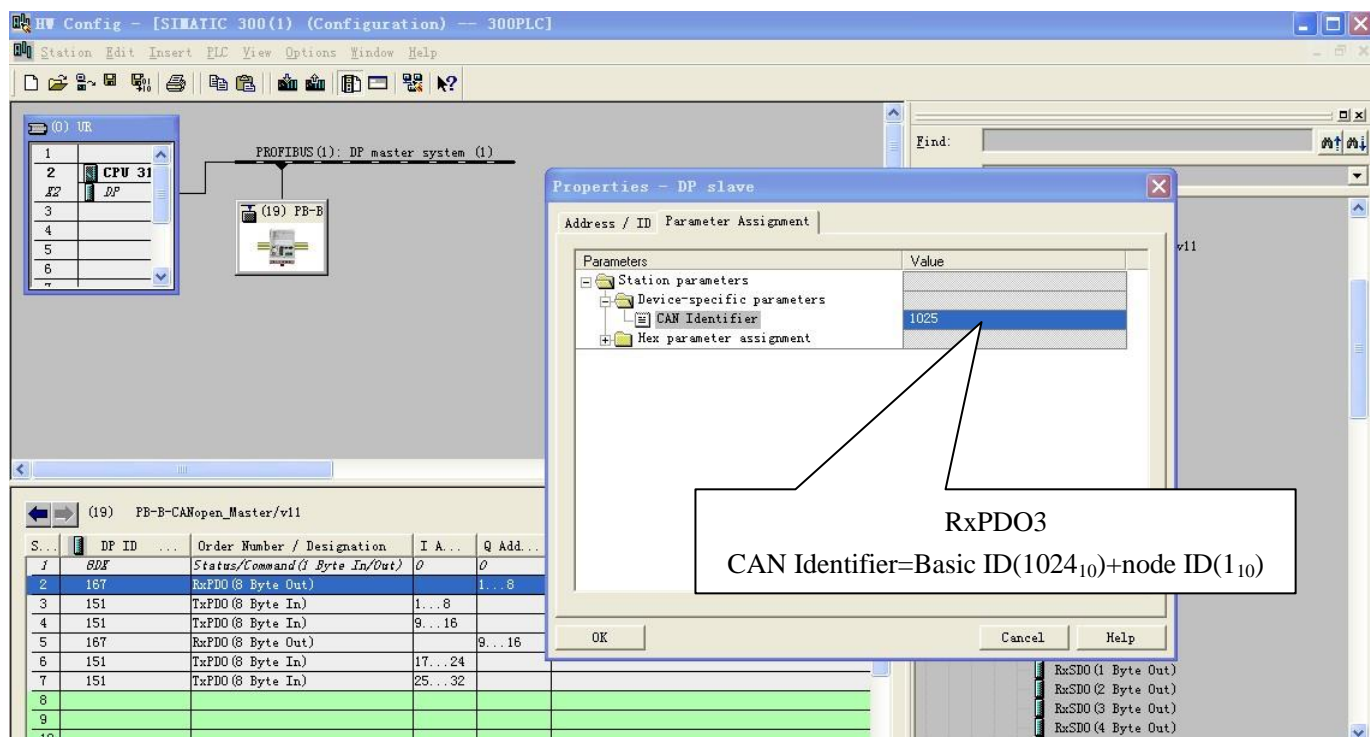 HW Config - [SIMATIC 300(1) (Configuration) -- 300PLC]
Station Edit Insert PLC View Options Window Help
(0) UR
1
2 CPU 31
X2 DP
3
4
5
6
7
PROFIBUS(1): DP master system (1)
(19) PB-B
Find:
v11
Properties - DP slave
Address / ID Parameter Assignment
Parameters Value
Station parameters
Device-specific parameters
CAN Identifier 1025
Hex parameter assignment
RxPDO3
CAN Identifier=Basic ID(1024₁₀)+node ID(1₁₀)
OK Cancel Help
(19) PB-B-CANopen_Master/v11
S... DP ID ... Order Number / Designation I A... Q Add...
1 8DX Status/Command(1 Byte In/Out) 0 0
2 167 RxPDO(8 Byte Out) 1...8
3 151 TxPDO(8 Byte In) 1...8
4 151 TxPDO(8 Byte In) 9...16
5 167 RxPDO(8 Byte Out) 9...16
6 151 TxPDO(8 Byte In) 17...24
7 151 TxPDO(8 Byte In) 25...32
8
9
10
RxSDO(1 Byte Out)
RxSDO(2 Byte Out)
RxSDO(3 Byte Out)
RxSDO(4 Byte Out)